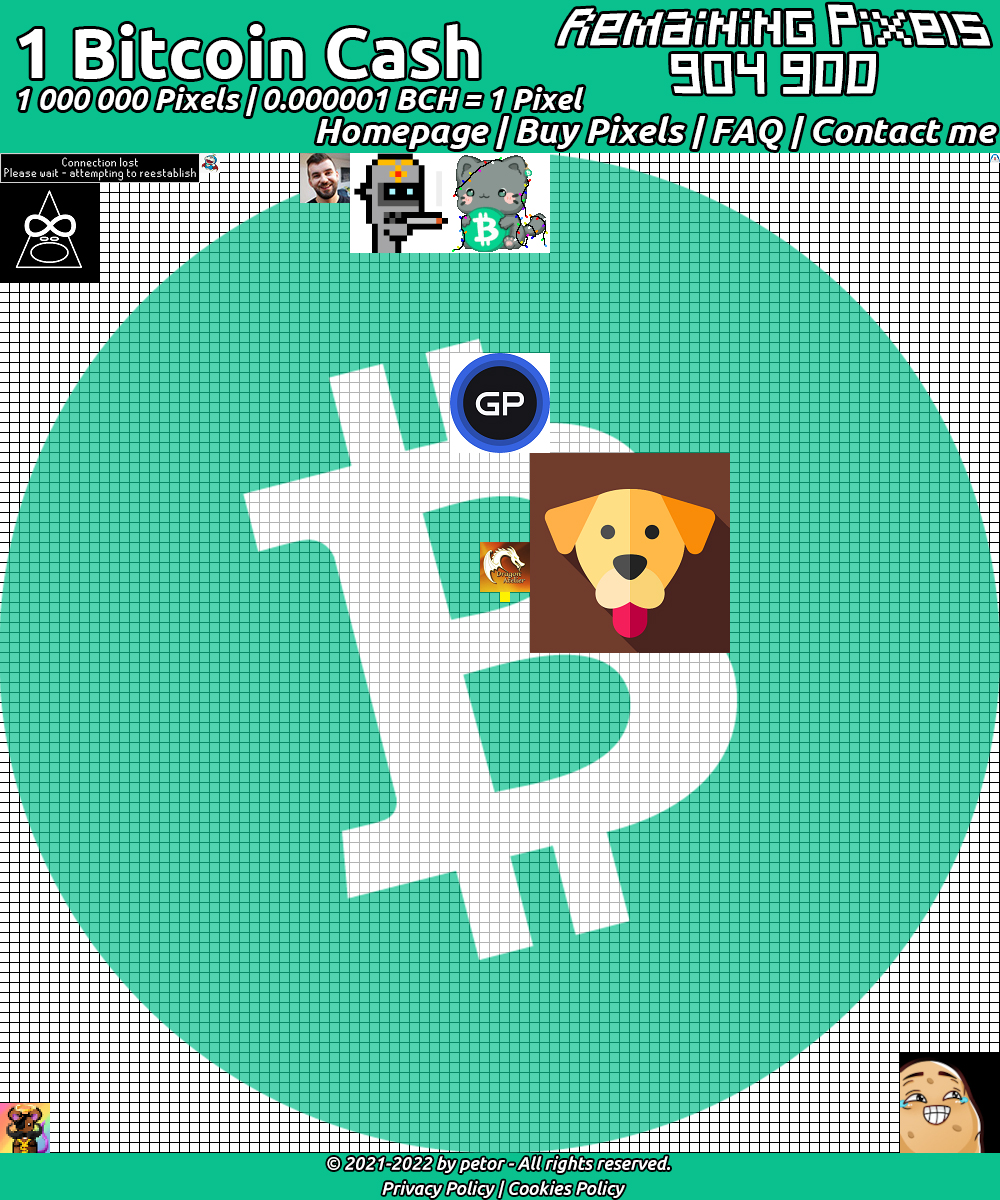 1 Bitcoin Cash
Remaining Pixels
904 900
1 000 000 Pixels | 0.000001 BCH = 1 Pixel
Homepage | Buy Pixels | FAQ | Contact me
Connection lost
Please wait - attempting to reestablish
GP
Dragon
Atelier
© 2021-2022 by petor - All rights reserved.
Privacy Policy | Cookies Policy